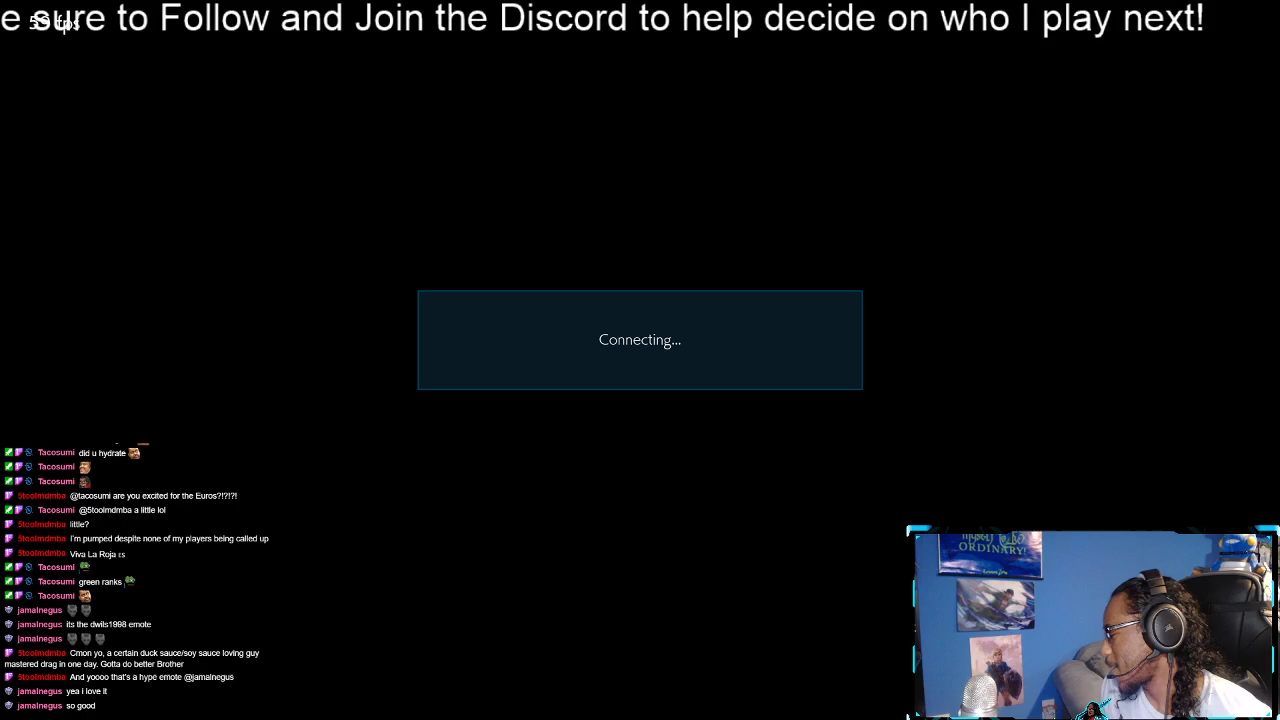 e sure to Follow and Join the Discord to help decide on who I play next!
Connecting...
Tacosumi did u hydrate
Tacosumi
Tacosumi
5toolmdmba @tacosumi are you excited for the Euros?!?!?!
Tacosumi @5toolmdmba a little lol
5toolmdmba little?
5toolmdmba I'm pumped despite none of my players being called up
5toolmdmba Viva La Roja rs
Tacosumi
Tacosumi green ranks
Tacosumi
jamalnegus
jamalnegus its the dwils1998 emote
jamalnegus
5toolmdmba Cmon yo, a certain duck sauce/soy sauce loving guy
mastered drag in one day. Gotta do better Brother
5toolmdmba And yoooo that's a hype emote @jamalnegus
jamalnegus yea i love it
jamalnegus so good
ORDINARY!